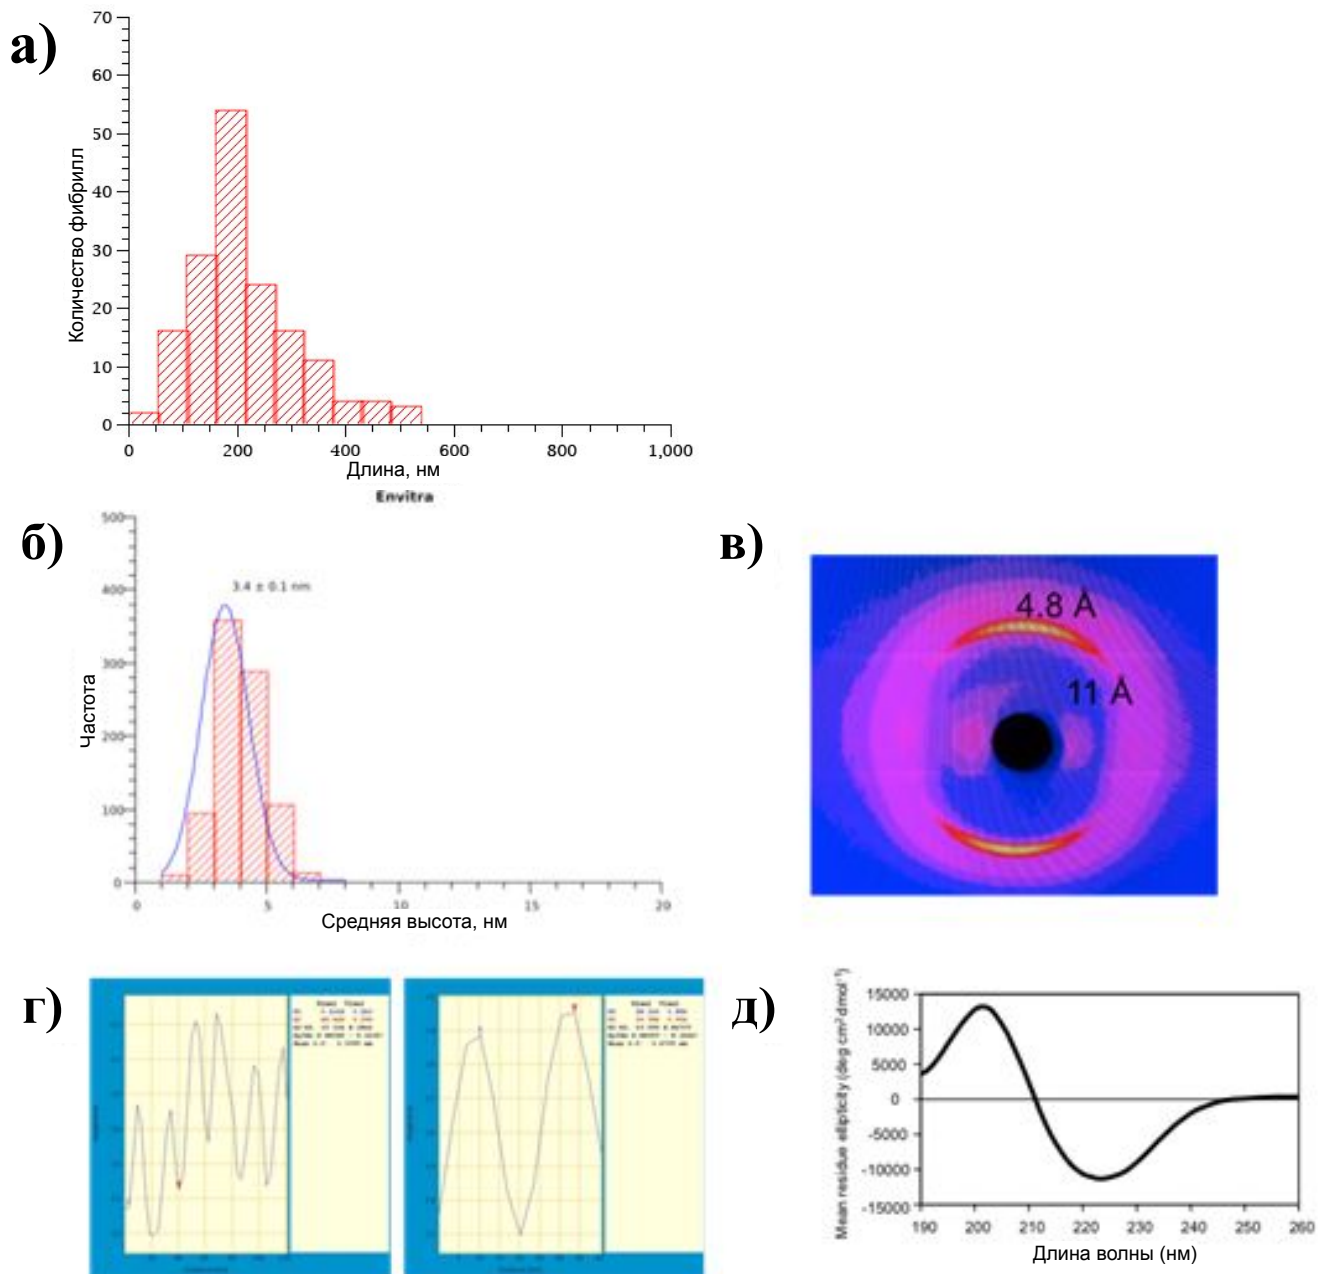 а)
70
60
50
40
30
20
10
0
Количество фибрилл
0 200 400 600 800 1,000
Длина, нм
Envitra
б)
500
400
300
200
100
0
3.4 ± 0.1 nm
Частота
0 5 10 15 20
Средняя высота, нм
в)
4.8 Å
11 Å
г)
д)
15000
10000
5000
0
-5000
-10000
-15000
Mean residue ellipticity (deg cm² dmol⁻¹)
190 200 210 220 230 240 250 260
Длина волны (нм)